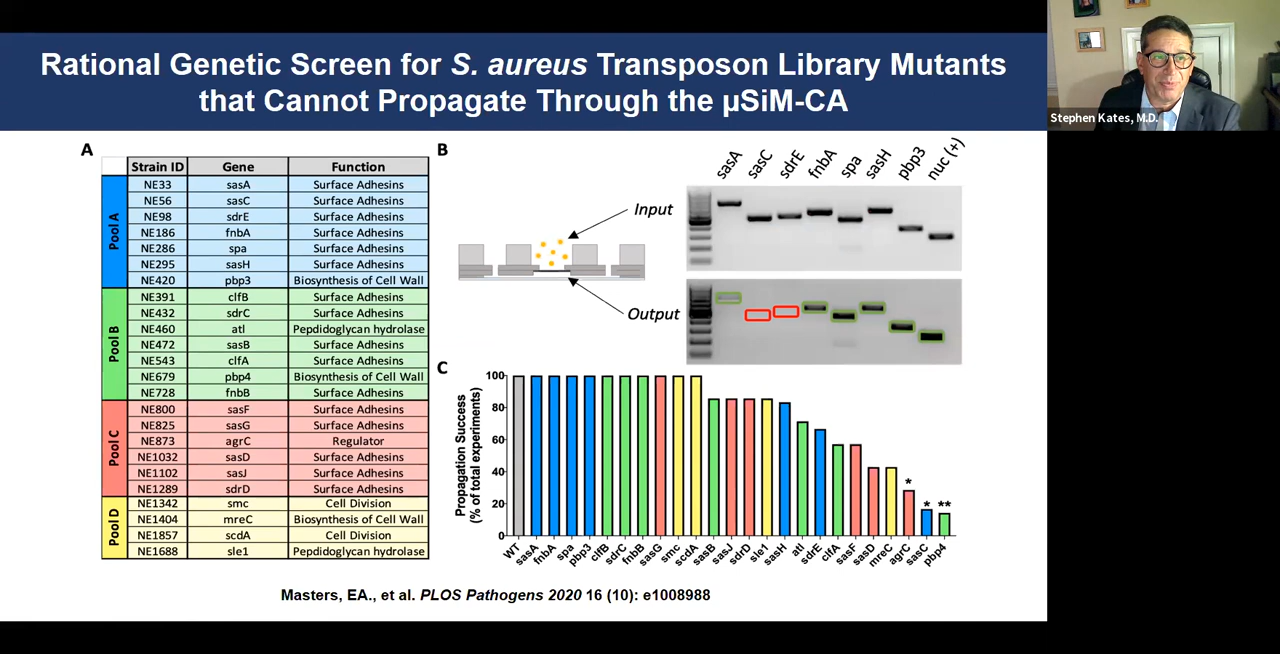 Rational Genetic Screen for S. aureus Transposon Library Mutants
that Cannot Propagate Through the µSiM-CA
Stephen Kates, M.D.
A
Strain ID Gene Function
Pool A
NE33 sasA Surface Adhesins
NE56 sasC Surface Adhesins
NE98 sdrE Surface Adhesins
NE186 fnbA Surface Adhesins
NE286 spa Surface Adhesins
NE295 sasH Surface Adhesins
NE420 pbp3 Biosynthesis of Cell Wall
Pool B
NE391 clfB Surface Adhesins
NE432 sdrC Surface Adhesins
NE460 atl Pepdidoglycan hydrolase
NE472 sasB Surface Adhesins
NE543 clfA Surface Adhesins
NE679 pbp4 Biosynthesis of Cell Wall
NE728 fnbB Surface Adhesins
Pool C
NE800 sasF Surface Adhesins
NE825 sasG Surface Adhesins
NE873 agrC Regulator
NE1032 sasD Surface Adhesins
NE1102 sasJ Surface Adhesins
NE1289 sdrD Surface Adhesins
Pool D
NE1342 smc Cell Division
NE1404 mreC Biosynthesis of Cell Wall
NE1857 scdA Cell Division
NE1688 sle1 Pepdidoglycan hydrolase
B
sasA sasC sdrE fnbA spa sasH pbp3 nuc (+)
Input
Output
C
Propagation Success
(% of total experiments)
100
80
60
40
20
0
* * **
WT sasA fnbA spa pbp3 clfB sdrC fnbB sasG smc scdA sasB sasJ sdrD sle1 sasH atl sdrE clfA sasF sasD mreC agrC sasC pbp4
Masters, EA., et al. PLOS Pathogens 2020 16 (10): e1008988